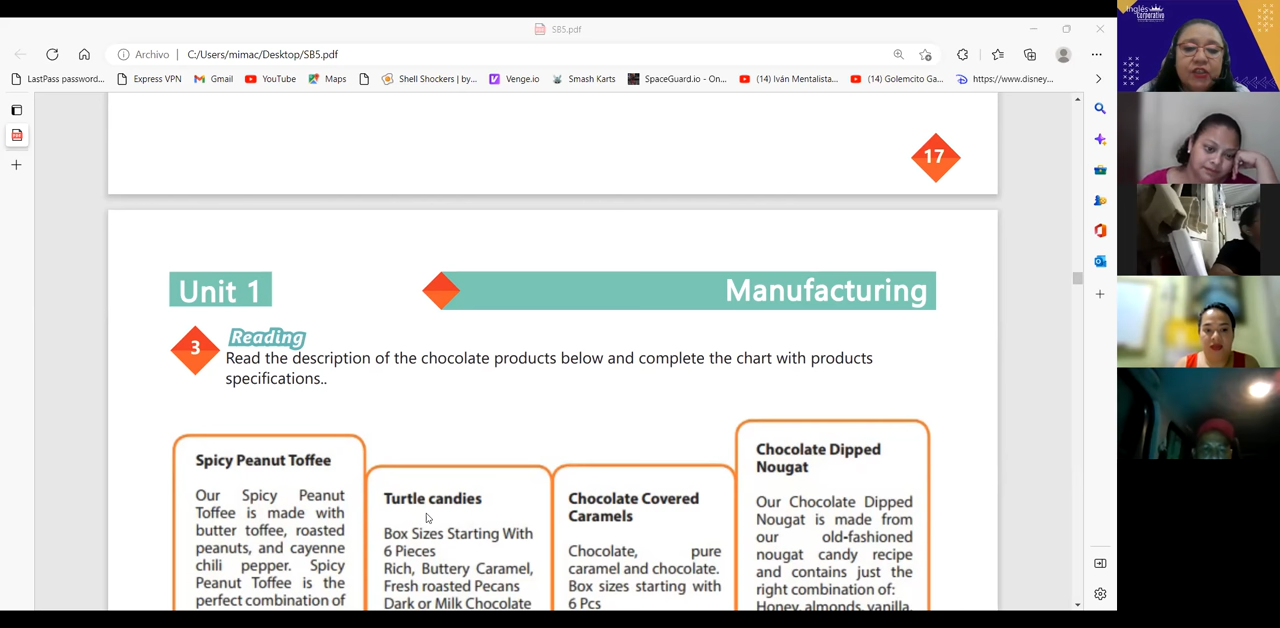 SB5.pdf
Archivo
C:/Users/mimac/Desktop/SB5.pdf
LastPass password...
Express VPN
Gmail
YouTube
Maps
Shell Shockers | by...
Venge.io
Smash Karts
SpaceGuard.io - On...
(14) Iván Mentalista...
(14) Golemcito Ga...
https://www.disney...
Inglés
Corporativo
17
Unit 1
Manufacturing
3
Reading
Read the description of the chocolate products below and complete the chart with products
specifications..
Spicy Peanut Toffee
Our Spicy Peanut
Toffee is made with
butter toffee, roasted
peanuts, and cayenne
chili pepper. Spicy
Peanut Toffee is the
perfect combination of
Turtle candies
Box Sizes Starting With
6 Pieces
Rich, Buttery Caramel,
Fresh roasted Pecans
Dark or Milk Chocolate
Chocolate Covered
Caramels
Chocolate, pure
caramel and chocolate.
Box sizes starting with
6 Pcs
Chocolate Dipped
Nougat
Our Chocolate Dipped
Nougat is made from
our old-fashioned
nougat candy recipe
and contains just the
right combination of:
Honey, almonds, vanilla,